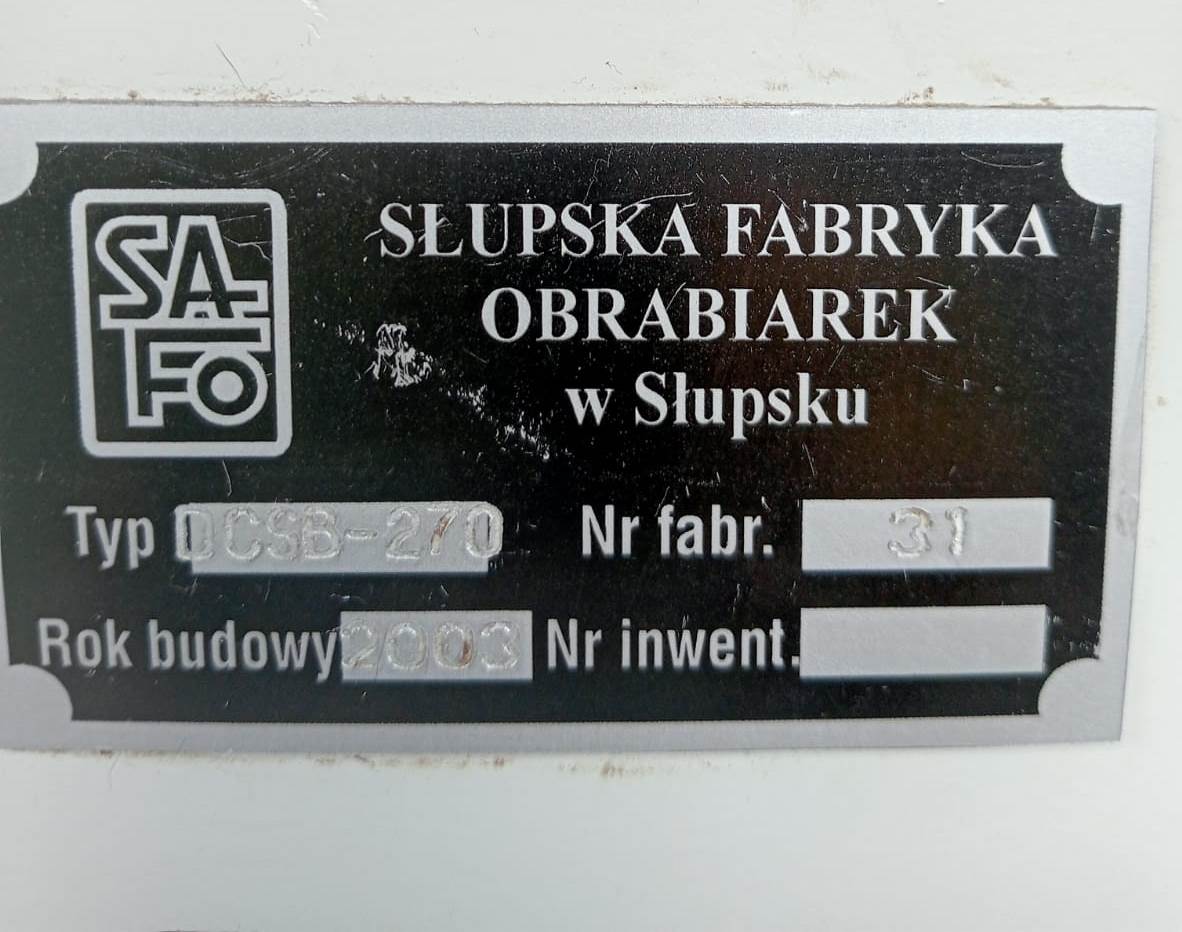 SAFO
SŁUPSKA FABRYKA
OBRABIAREK
w Słupsku
Typ DCSB-270 Nr fabr. 31
Rok budowy 2003 Nr inwent.